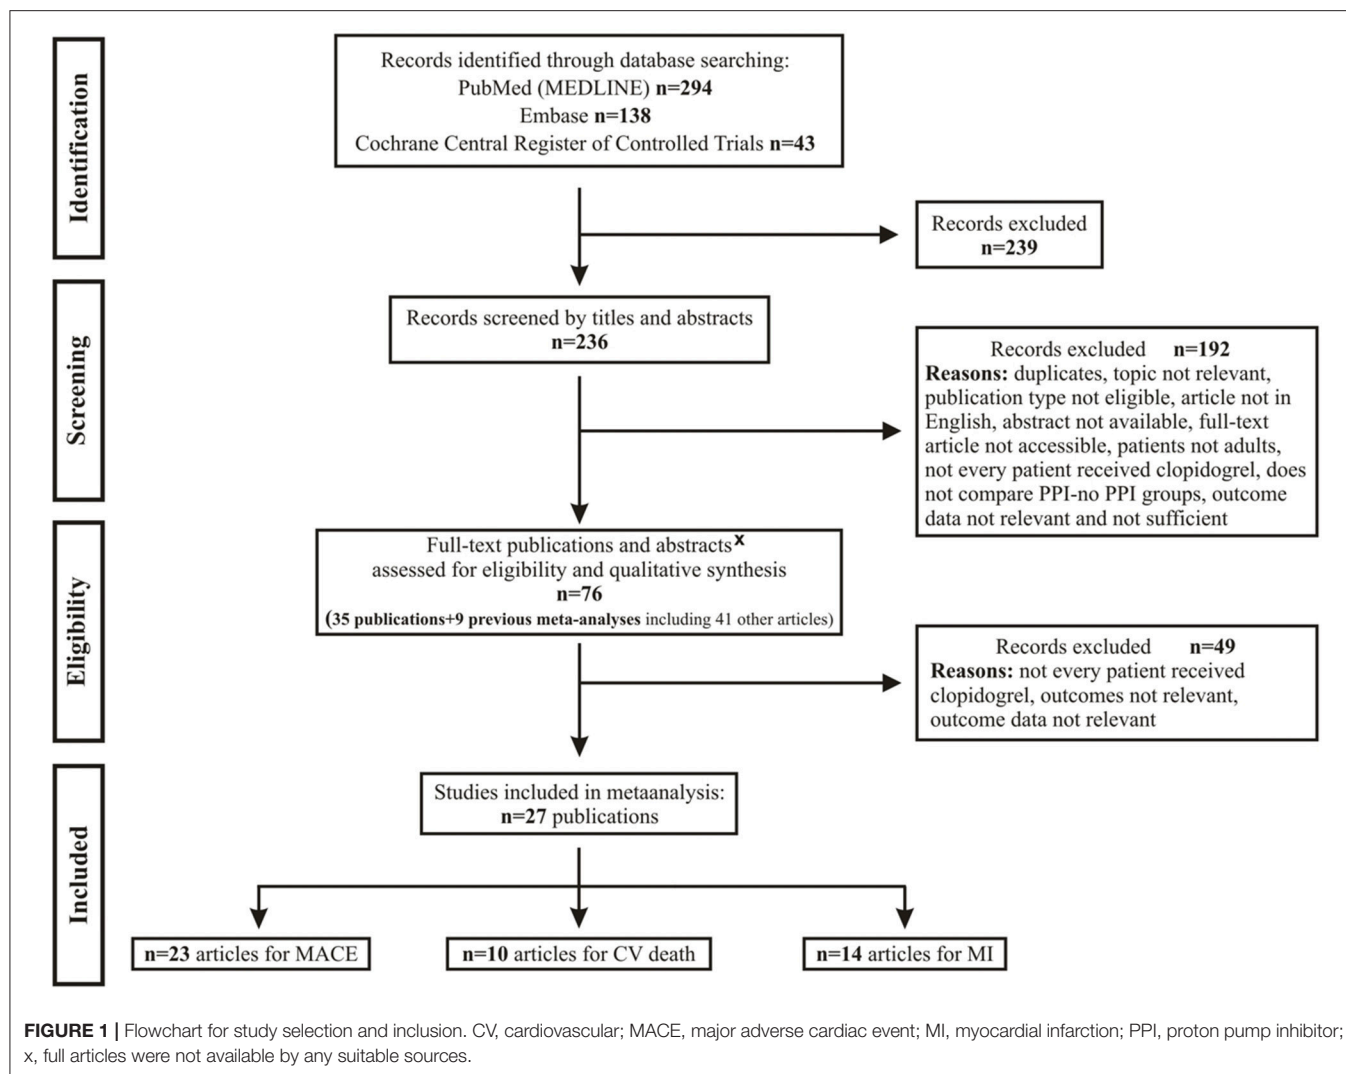 Identification
Records identified through database searching:
PubMed (MEDLINE) n=294
Embase n=138
Cochrane Central Register of Controlled Trials n=43
Records excluded
n=239
Screening
Records screened by titles and abstracts
n=236
Records excluded n=192
Reasons: duplicates, topic not relevant,
publication type not eligible, article not in
English, abstract not available, full-text
article not accessible, patients not adults,
not every patient received clopidogrel, does
not compare PPI-no PPI groups, outcome
data not relevant and not sufficient
Eligibility
Full-text publications and abstracts x
assessed for eligibility and qualitative synthesis
n=76
(35 publications+9 previous meta-analyses including 41 other articles)
Records excluded n=49
Reasons: not every patient received
clopidogrel, outcomes not relevant,
outcome data not relevant
Included
Studies included in metaanalysis:
n=27 publications
n=23 articles for MACE
n=10 articles for CV death
n=14 articles for MI
FIGURE 1 | Flowchart for study selection and inclusion. CV, cardiovascular; MACE, major adverse cardiac event; MI, myocardial infarction; PPI, proton pump inhibitor;
x, full articles were not available by any suitable sources.